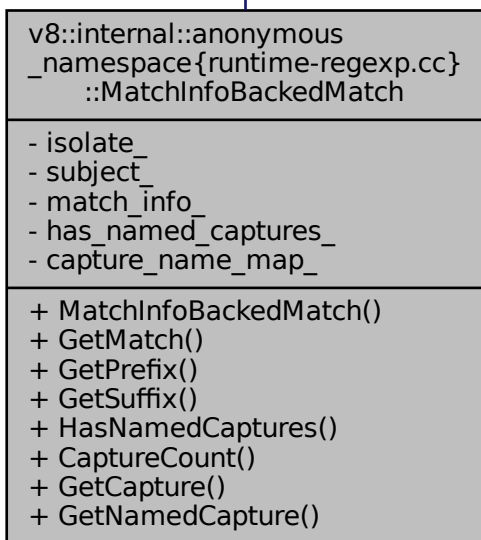 v8::internal::anonymous
_namespace{runtime-regexp.cc}
::MatchInfoBackedMatch
- isolate_
- subject_
- match_info_
- has_named_captures_
- capture_name_map_
+ MatchInfoBackedMatch()
+ GetMatch()
+ GetPrefix()
+ GetSuffix()
+ HasNamedCaptures()
+ CaptureCount()
+ GetCapture()
+ GetNamedCapture()